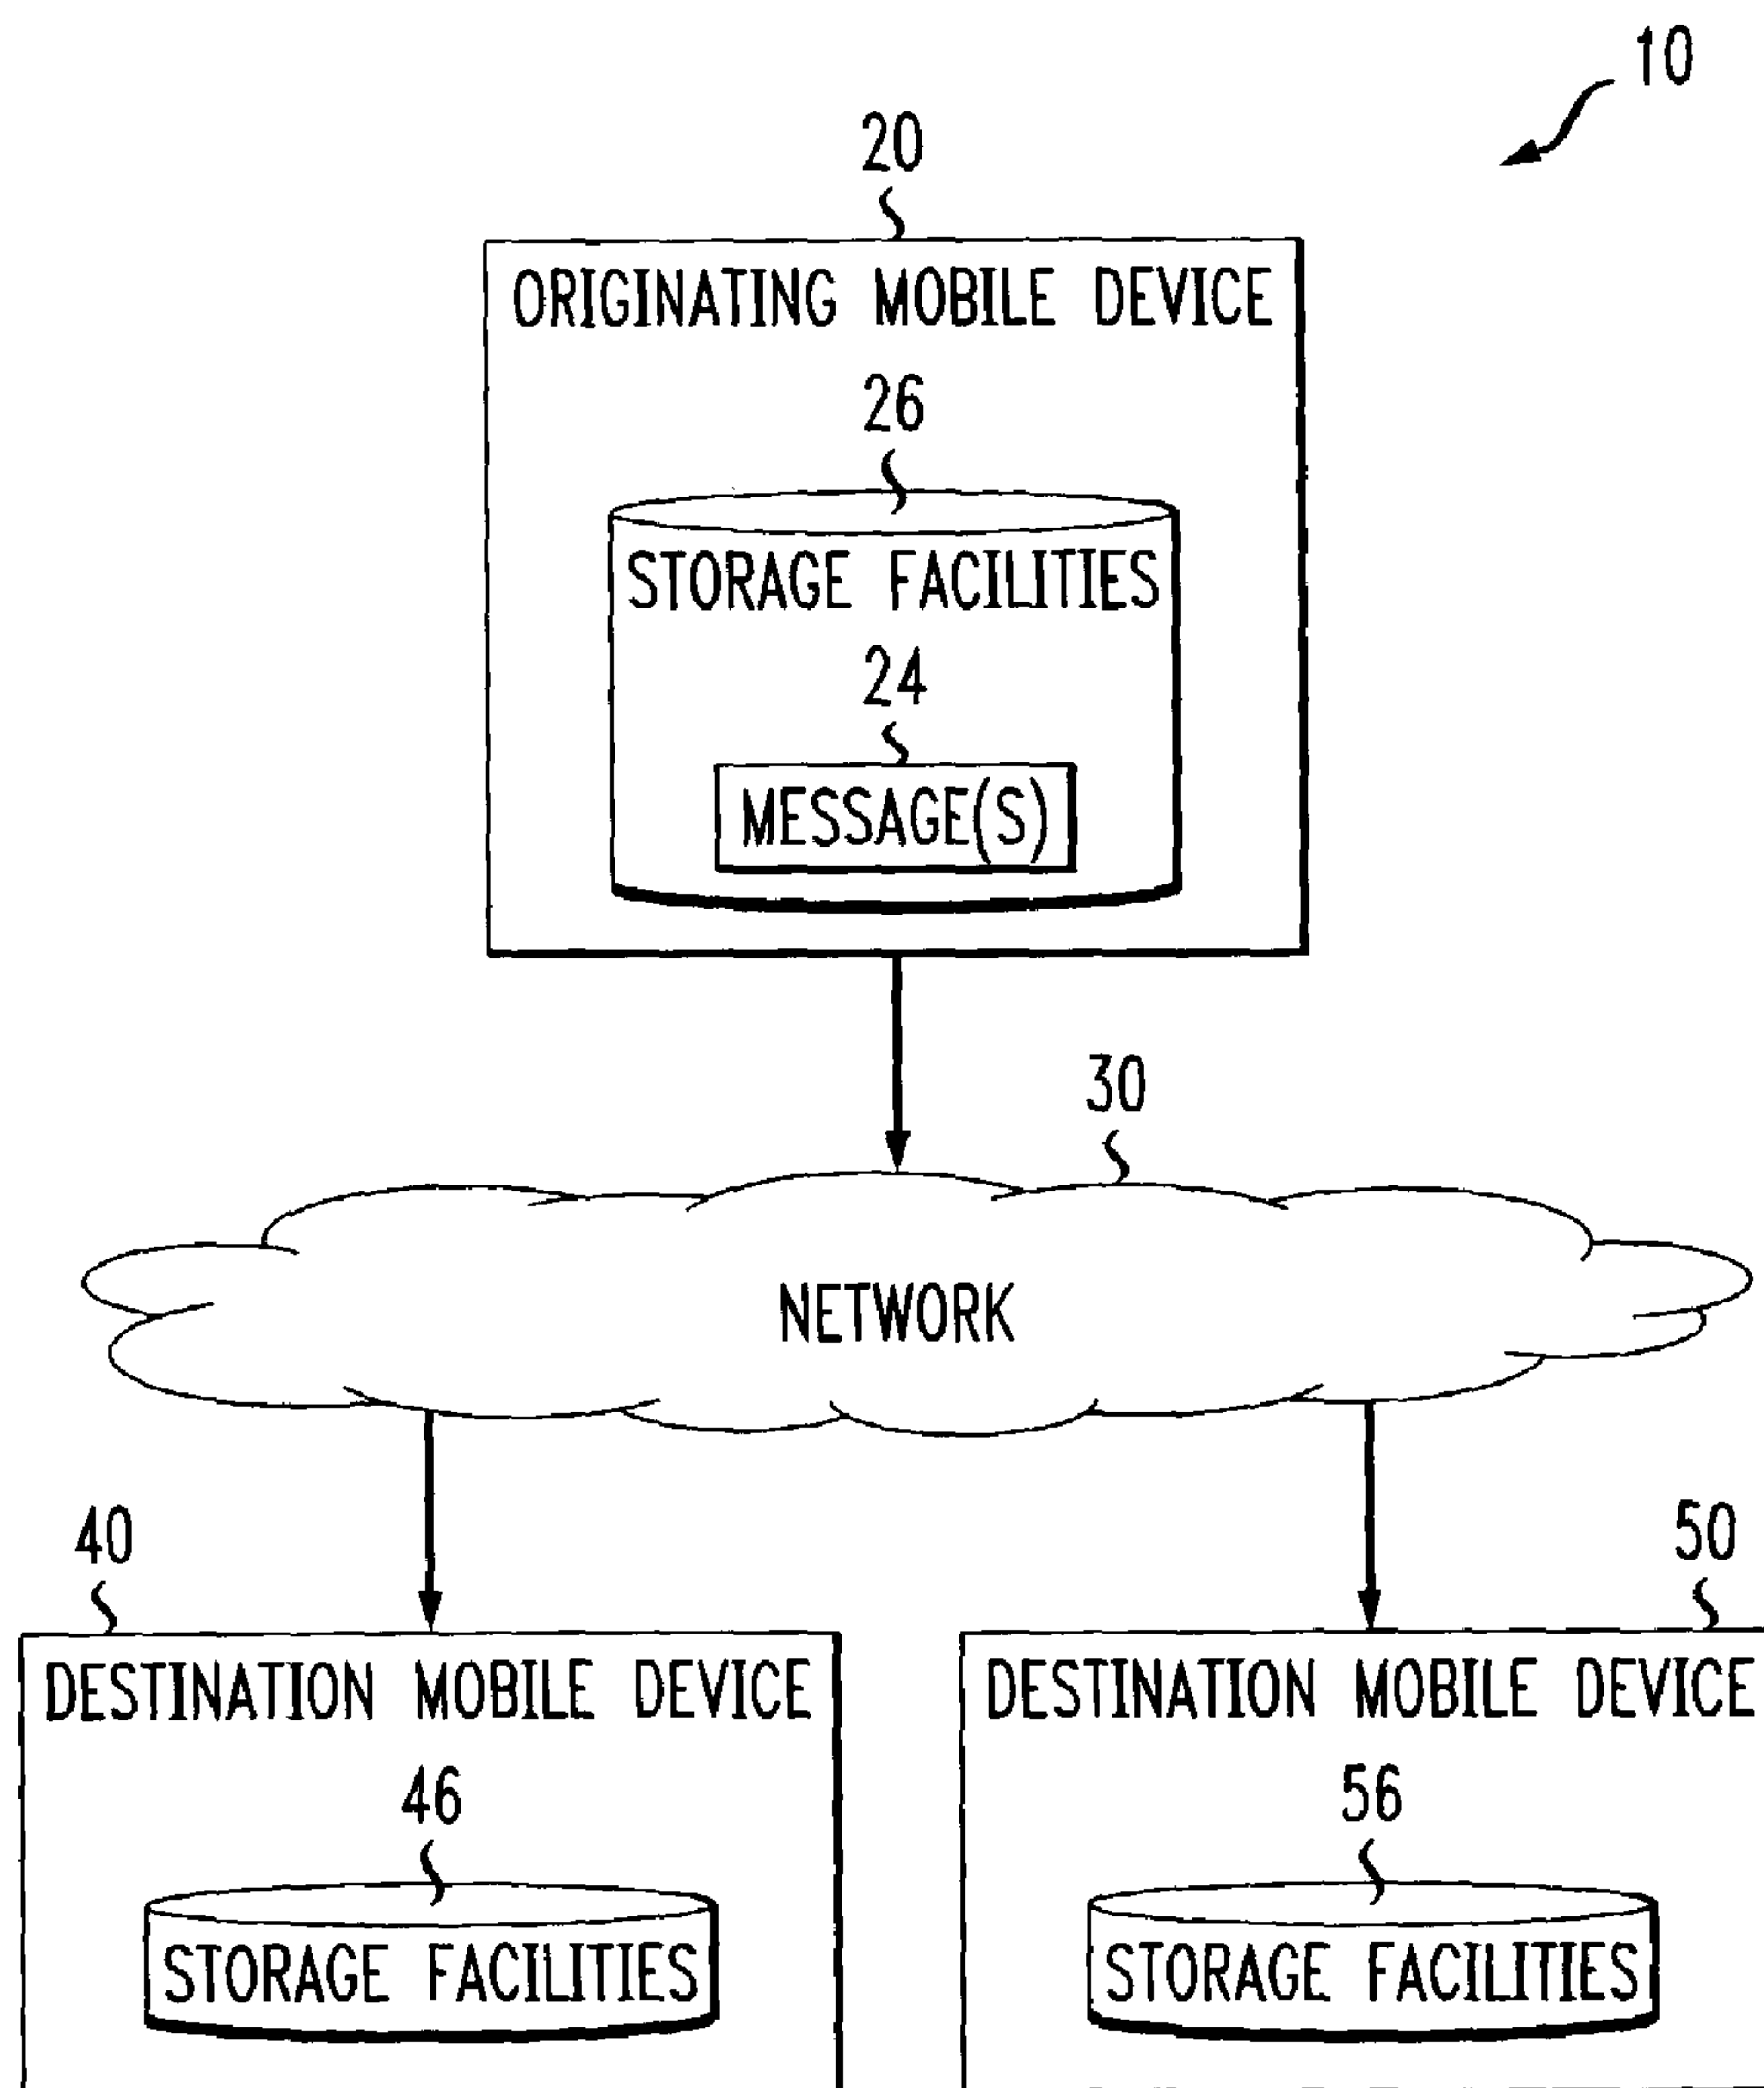 10
20
ORIGINATING MOBILE DEVICE
26
STORAGE FACILITIES
24
MESSAGE(S)
30
NETWORK
40
50
DESTINATION MOBILE DEVICE
DESTINATION MOBILE DEVICE
46
56
STORAGE FACILITIES
STORAGE FACILITIES